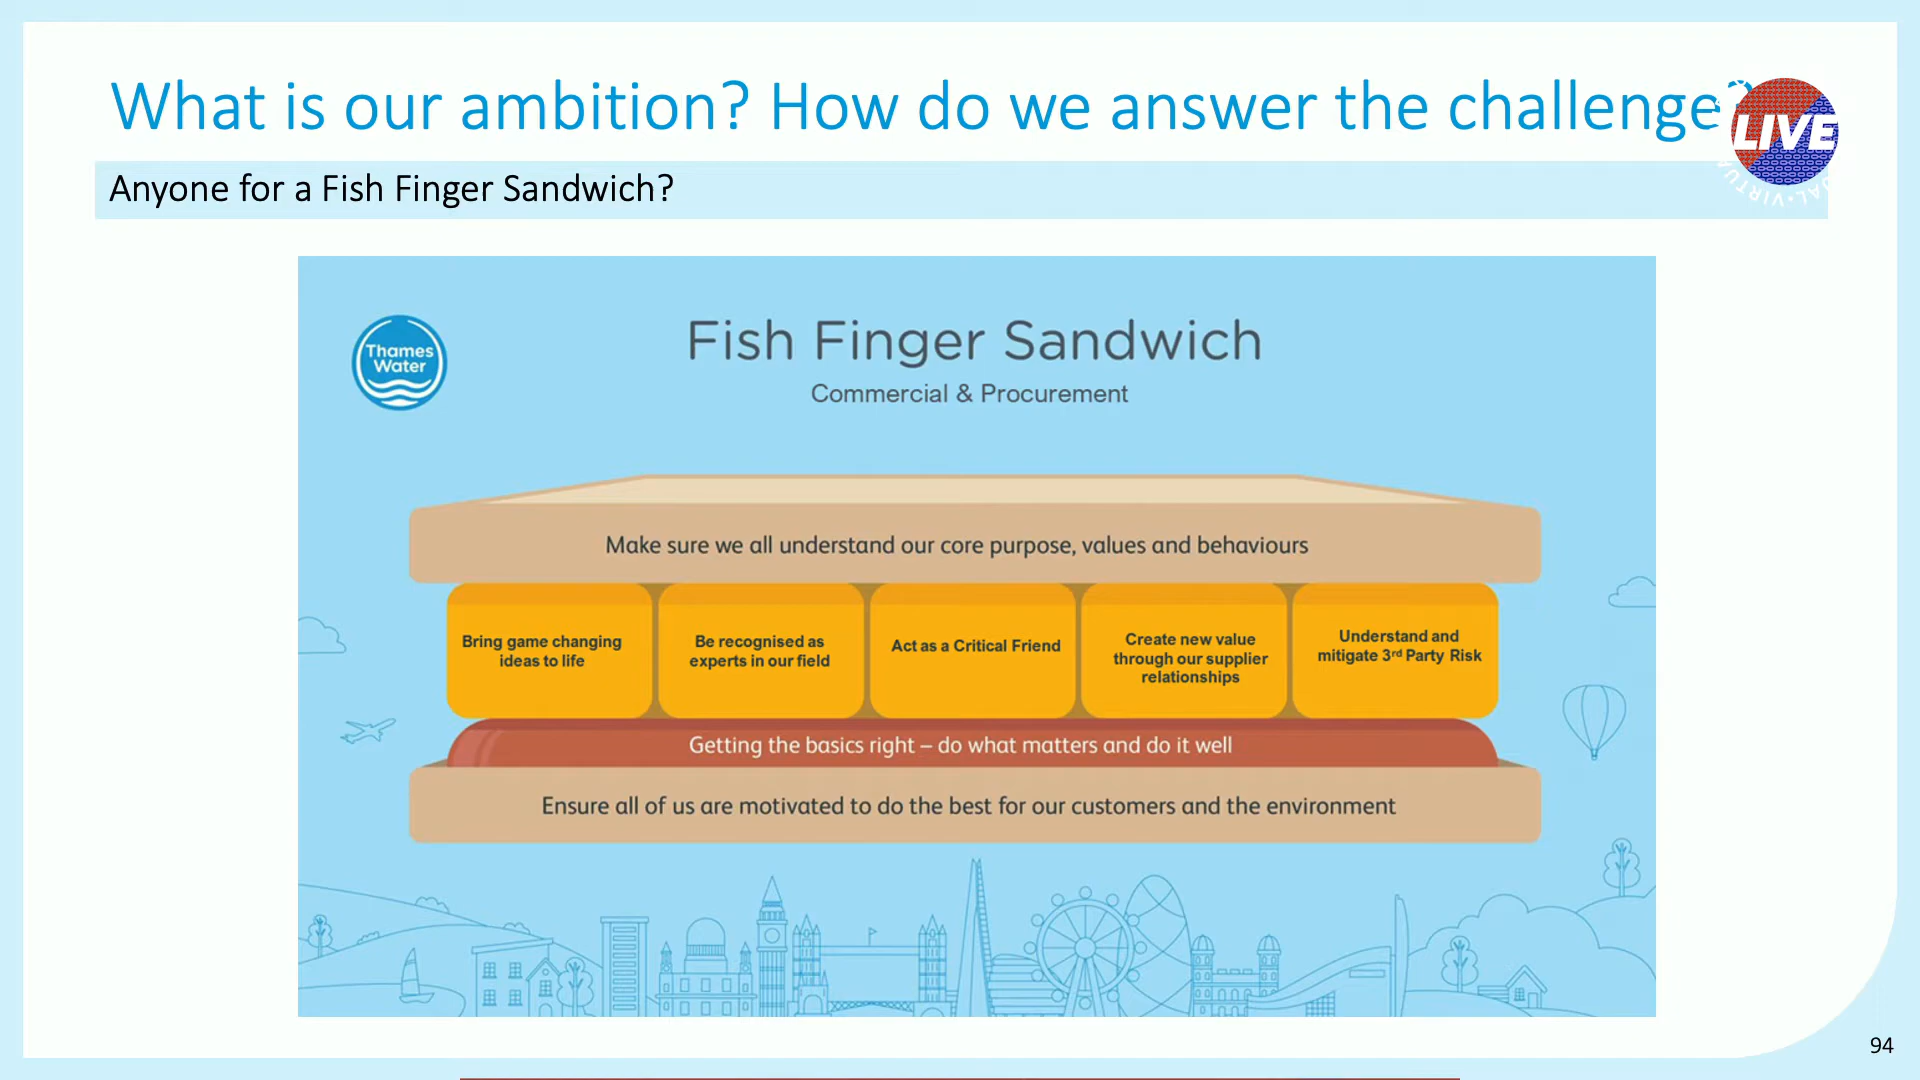 What is our ambition? How do we answer the challenge?
LIVE
Anyone for a Fish Finger Sandwich?
Thames
Water
Fish Finger Sandwich
Commercial & Procurement
Make sure we all understand our core purpose, values and behaviours
Bring game changing
ideas to life
Be recognised as
experts in our field
Act as a Critical Friend
Create new value
through our supplier
relationships
Understand and
mitigate 3rd Party Risk
Getting the basics right – do what matters and do it well
Ensure all of us are motivated to do the best for our customers and the environment
94